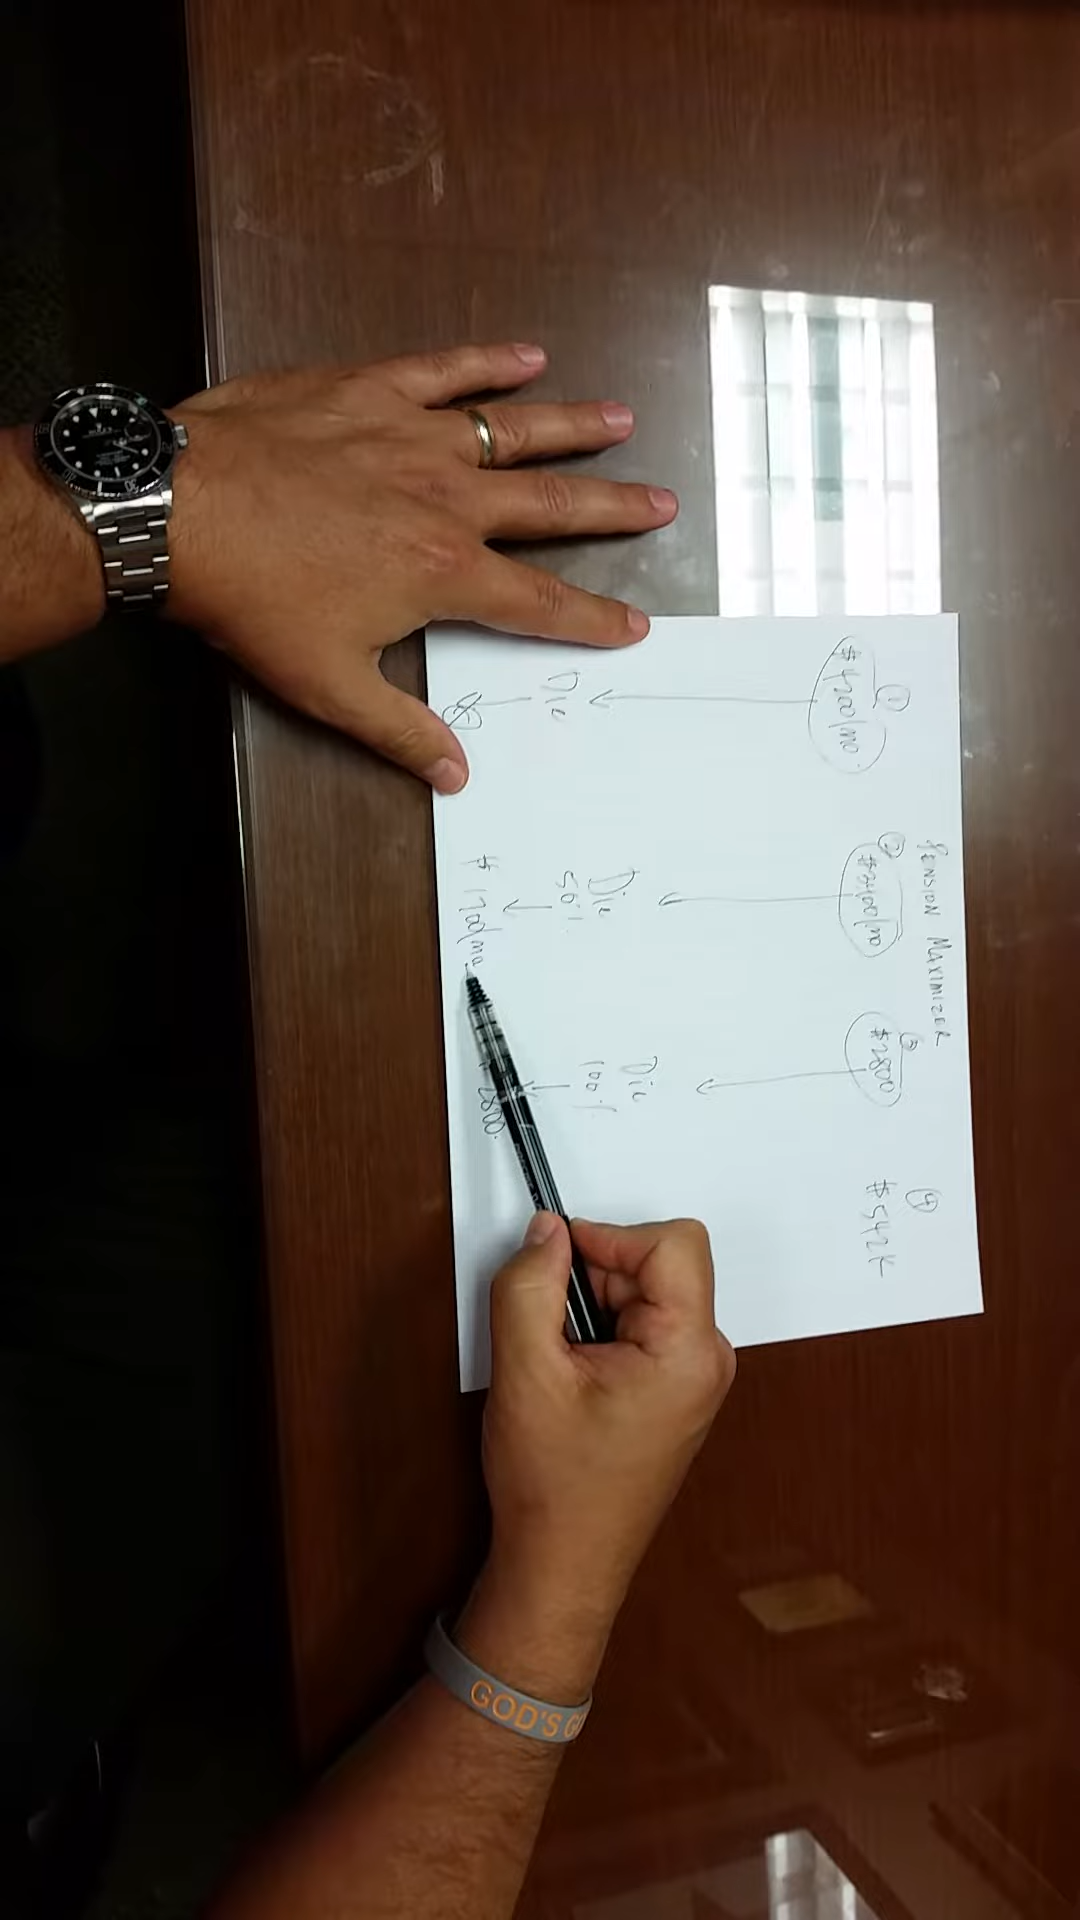 PENSION MAXIMIZER
1 2 3 4
$4200/mo. $3400/mo $2800 $542K
Die Die Die
50% 100%
$1700/mo. 2800.
GOD'S